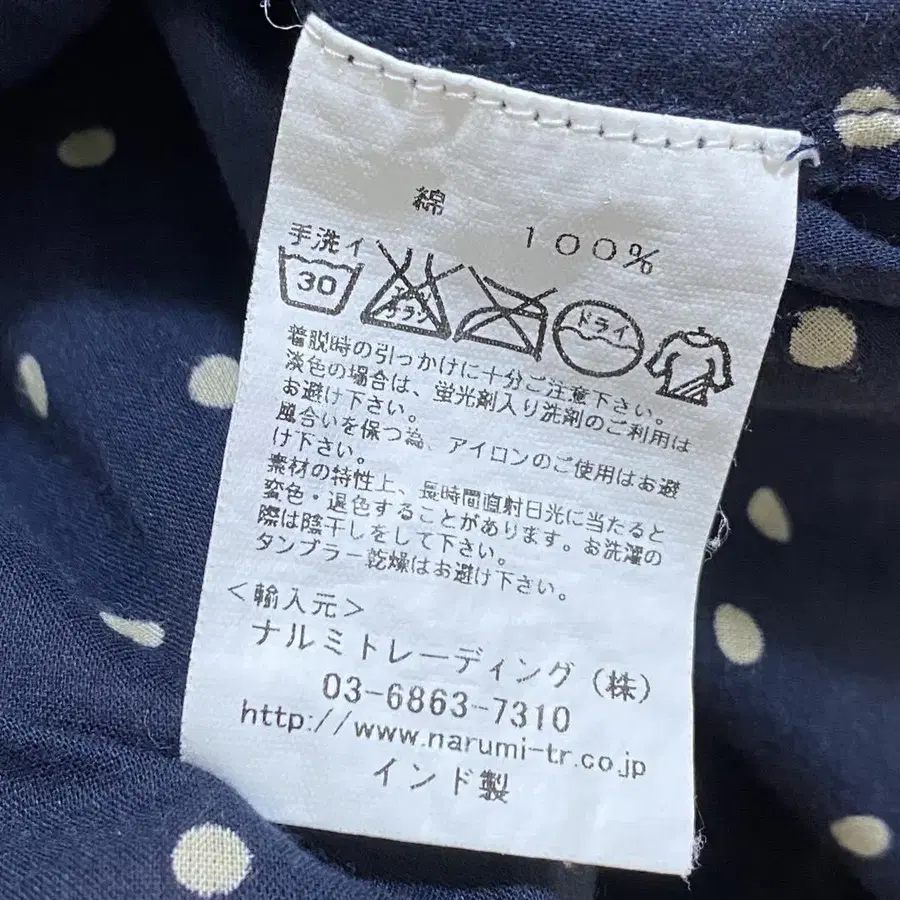 綿
100%
手洗イ
30
エンソ
サラシ
ドライ
着脱時の引っかけに十分ご注意下さい。
淡色の場合は、蛍光剤入り洗剤のご利用は
お避け下さい。
風合いを保つ為、アイロンのご使用はお避
け下さい。
素材の特性上、長時間直射日光に当たると
変色・退色することがあります。お洗濯の
際は陰干しをして下さい。
タンブラー乾燥はお避け下さい。
<輸入元>
ナルミトレーディング(株)
03-6863-7310
http://www.narumi-tr.co.jp
インド製